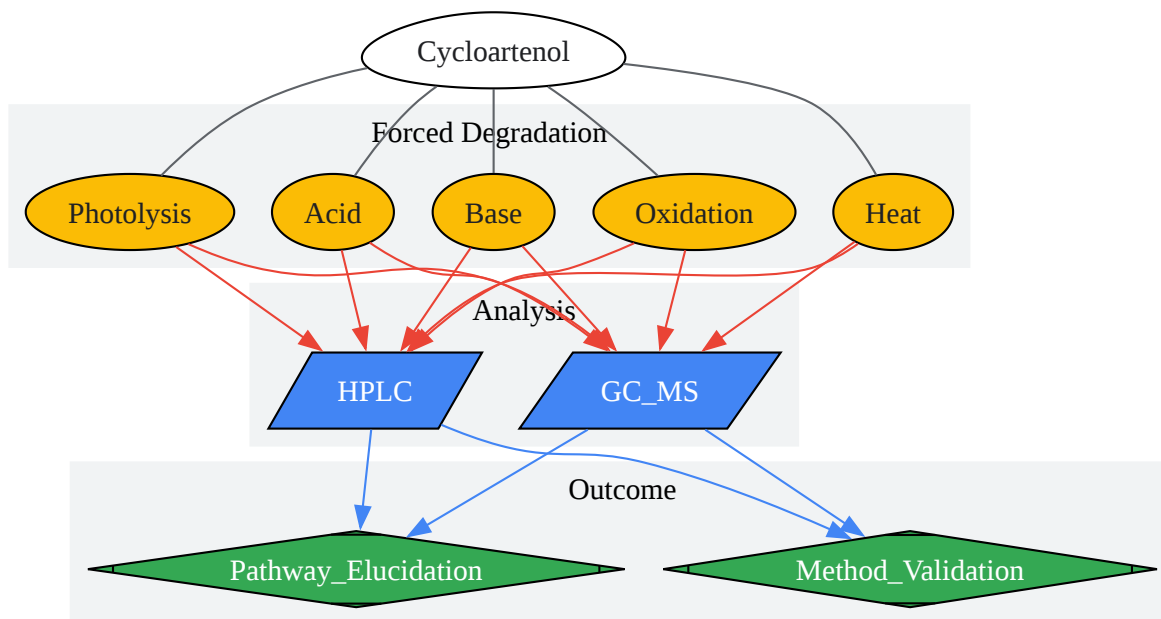 Cycloartenol
Forced Degradation
Photolysis
Acid
Base
Oxidation
Heat
Analysis
HPLC
GC_MS
Outcome
Pathway_Elucidation
Method_Validation